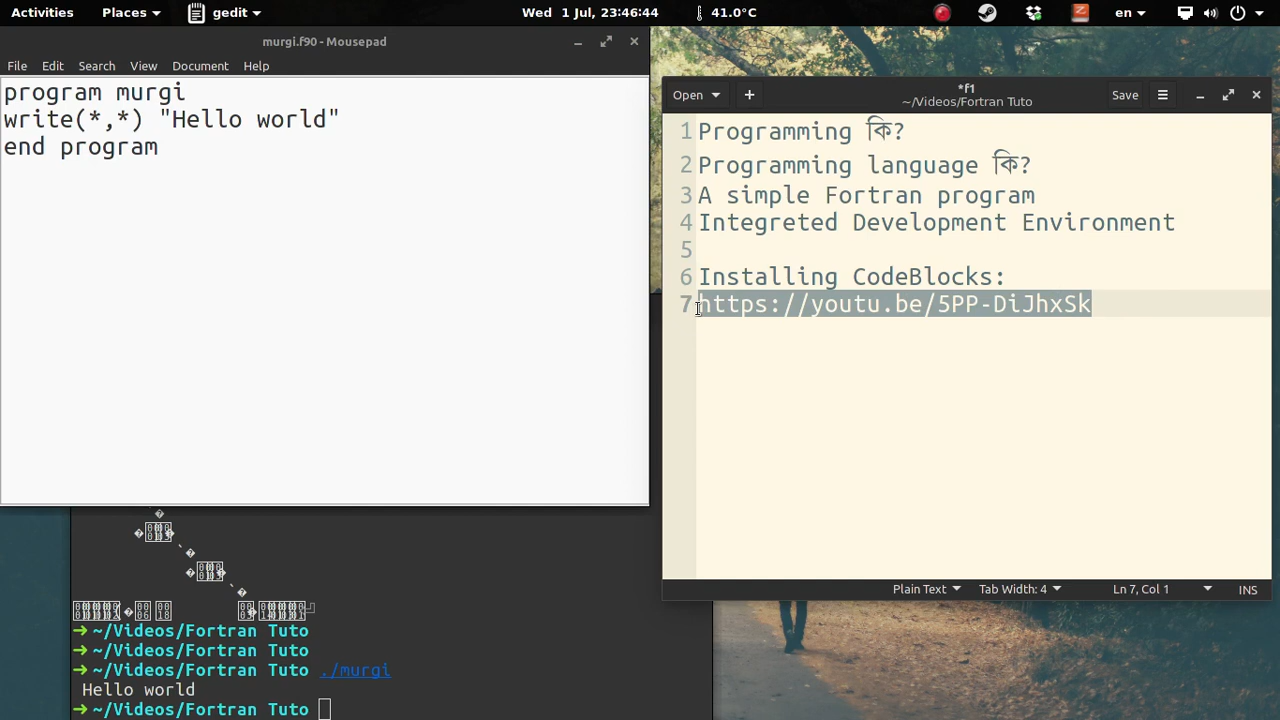 Activities Places gedit Wed 1 Jul, 23:46:44 41.0°C en
murgi.f90 - Mousepad
File Edit Search View Document Help
program murgi
write(*,*) "Hello world"
end program
Open *f1 Save
~/Videos/Fortran Tuto
1 Programming কি?
2 Programming language কি?
3 A simple Fortran program
4 Integreted Development Environment
5
6 Installing CodeBlocks:
7 https://youtu.be/5PP-DiJhxSk
Plain Text Tab Width: 4 Ln 7, Col 1 INS
~/Videos/Fortran Tuto
~/Videos/Fortran Tuto
~/Videos/Fortran Tuto ./murgi
Hello world
~/Videos/Fortran Tuto